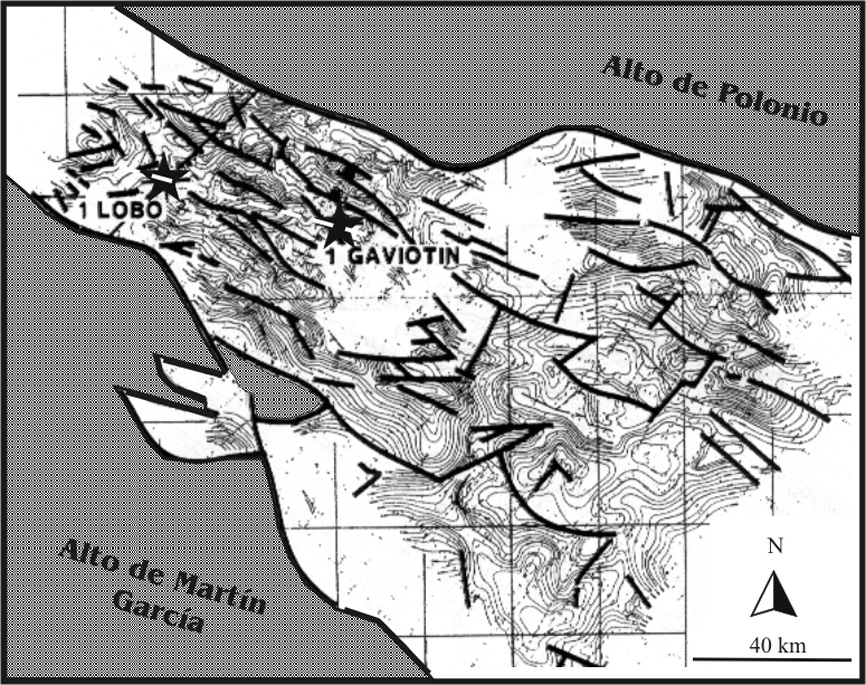 Alto de Polonio
1 LOBO
1 GAVIOTIN
Alto de Martín
García
N
40 km